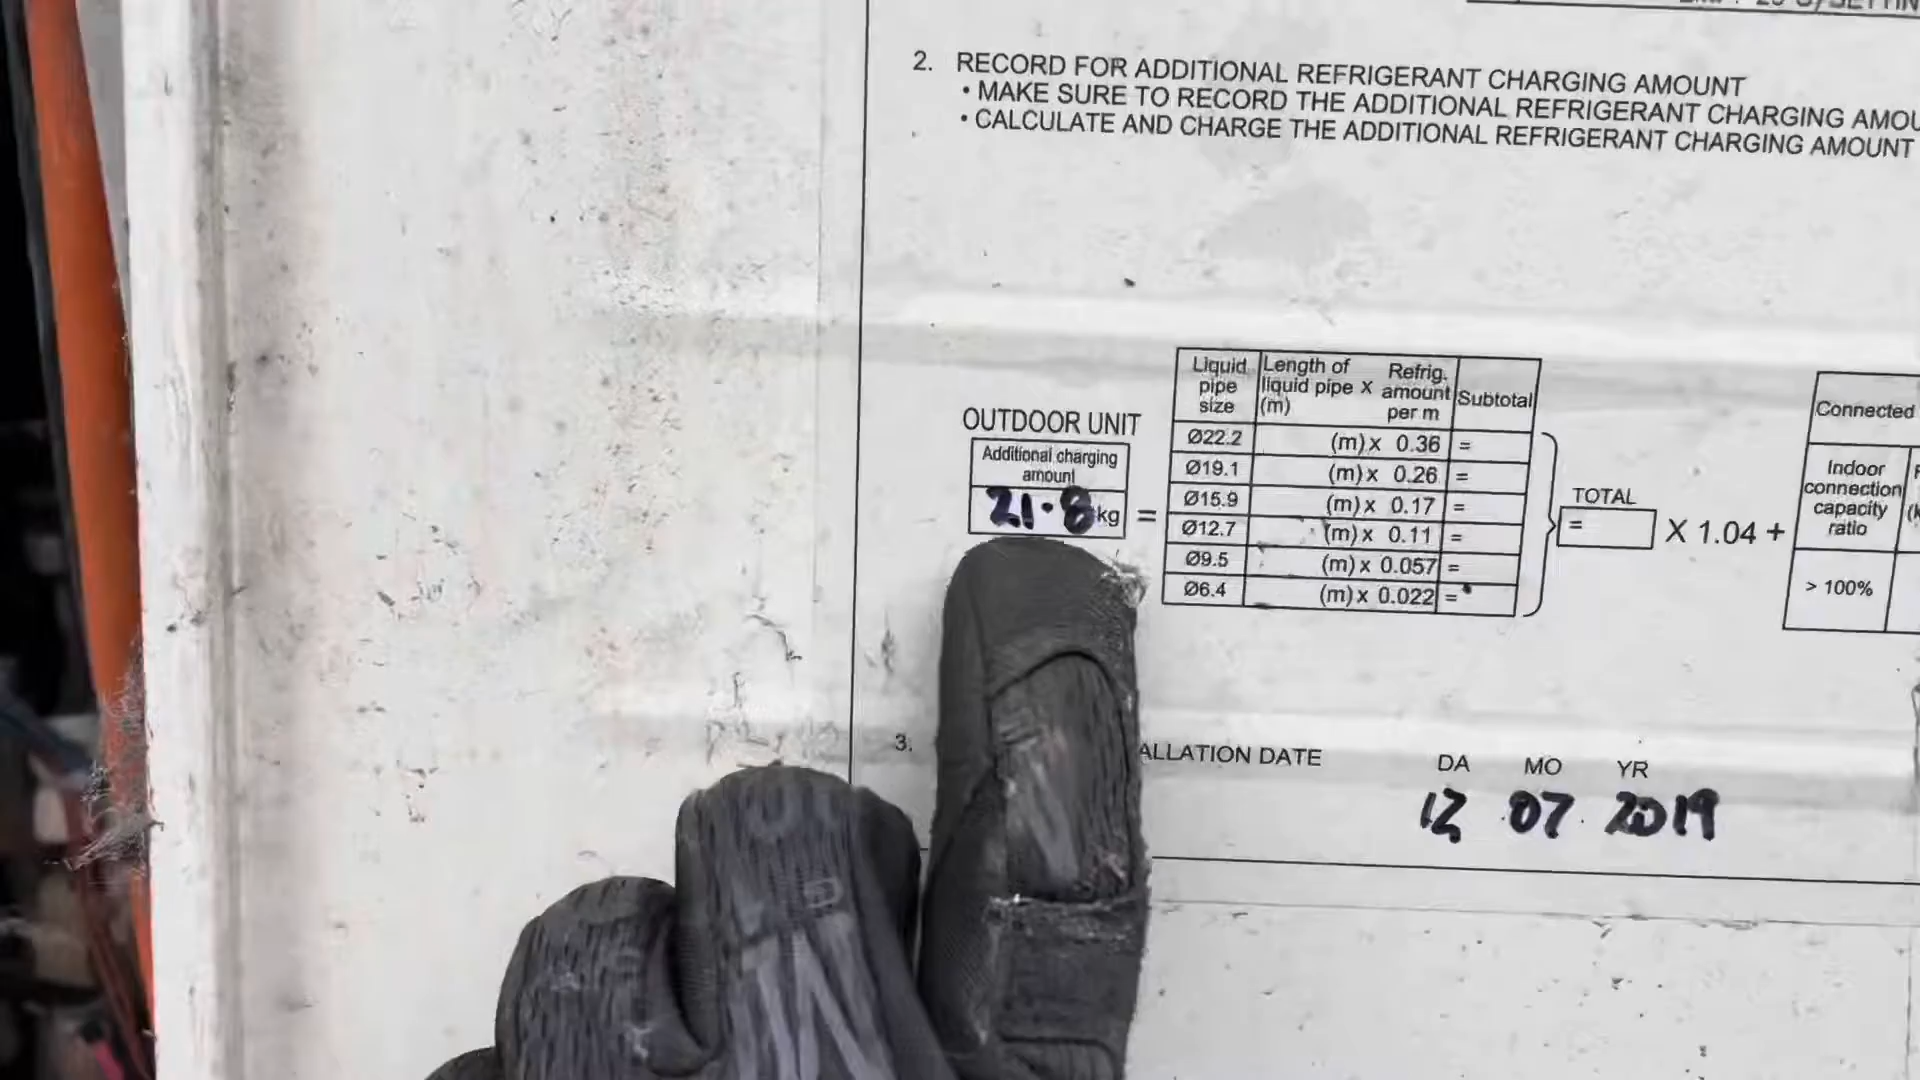 2. RECORD FOR ADDITIONAL REFRIGERANT CHARGING AMOUNT
• MAKE SURE TO RECORD THE ADDITIONAL REFRIGERANT CHARGING AMOU
• CALCULATE AND CHARGE THE ADDITIONAL REFRIGERANT CHARGING AMOUNT
OUTDOOR UNIT
Additional charging
amount
21.8 kg =
Liquid pipe size | Length of liquid pipe (m) x Refrig. amount per m | Subtotal
Ø22.2 (m) x 0.36 =
Ø19.1 (m) x 0.26 =
Ø15.9 (m) x 0.17 =
Ø12.7 (m) x 0.11 =
Ø9.5 (m) x 0.057 =
Ø6.4 (m) x 0.022 =
TOTAL
= X 1.04 +
Connected
Indoor
connection
capacity
ratio
> 100%
3. ALLATION DATE
DA MO YR
12 07 2019